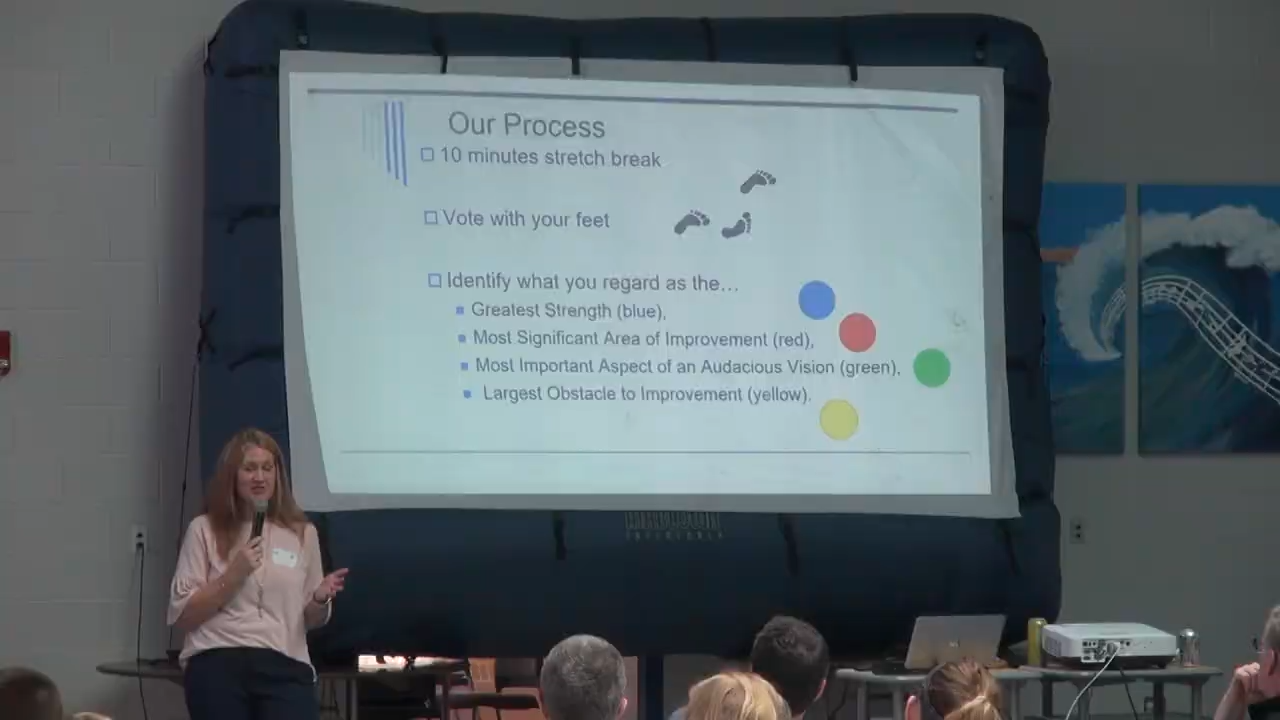 Our Process
10 minutes stretch break
Vote with your feet
Identify what you regard as the...
Greatest Strength (blue),
Most Significant Area of Improvement (red),
Most Important Aspect of an Audacious Vision (green),
Largest Obstacle to Improvement (yellow).